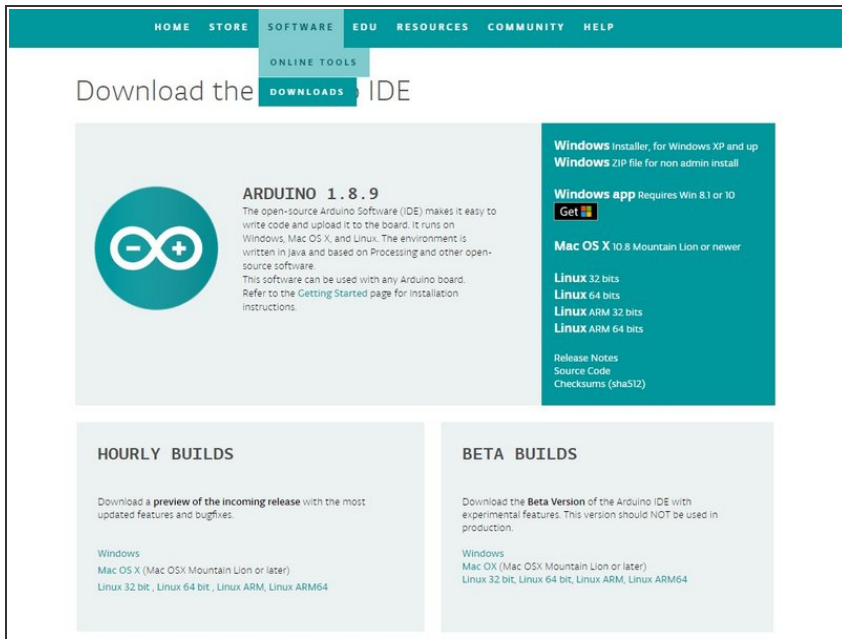 HOME STORE SOFTWARE EDU RESOURCES COMMUNITY HELP
ONLINE TOOLS
DOWNLOADS
Download the IDE
ARDUINO 1.8.9
The open-source Arduino Software (IDE) makes it easy to
write code and upload it to the board. It runs on
Windows, Mac OS X, and Linux. The environment is
written in Java and based on Processing and other open-
source software.
This software can be used with any Arduino board.
Refer to the Getting Started page for Installation
instructions.
Windows Installer, for Windows XP and up
Windows ZIP file for non admin install
Windows app Requires Win 8.1 or 10
Get
Mac OS X 10.8 Mountain Lion or newer
Linux 32 bits
Linux 64 bits
Linux ARM 32 bits
Linux ARM 64 bits
Release Notes
Source Code
Checksums (sha512)
HOURLY BUILDS
Download a preview of the incoming release with the most
updated features and bugfixes.
Windows
Mac OS X (Mac OSX Mountain Lion or later)
Linux 32 bit , Linux 64 bit , Linux ARM, Linux ARM64
BETA BUILDS
Download the Beta Version of the Arduino IDE with
experimental features. This version should NOT be used in
production.
Windows
Mac OX (Mac OSX Mountain Lion or later)
Linux 32 bit, Linux 64 bit, Linux ARM, Linux ARM64